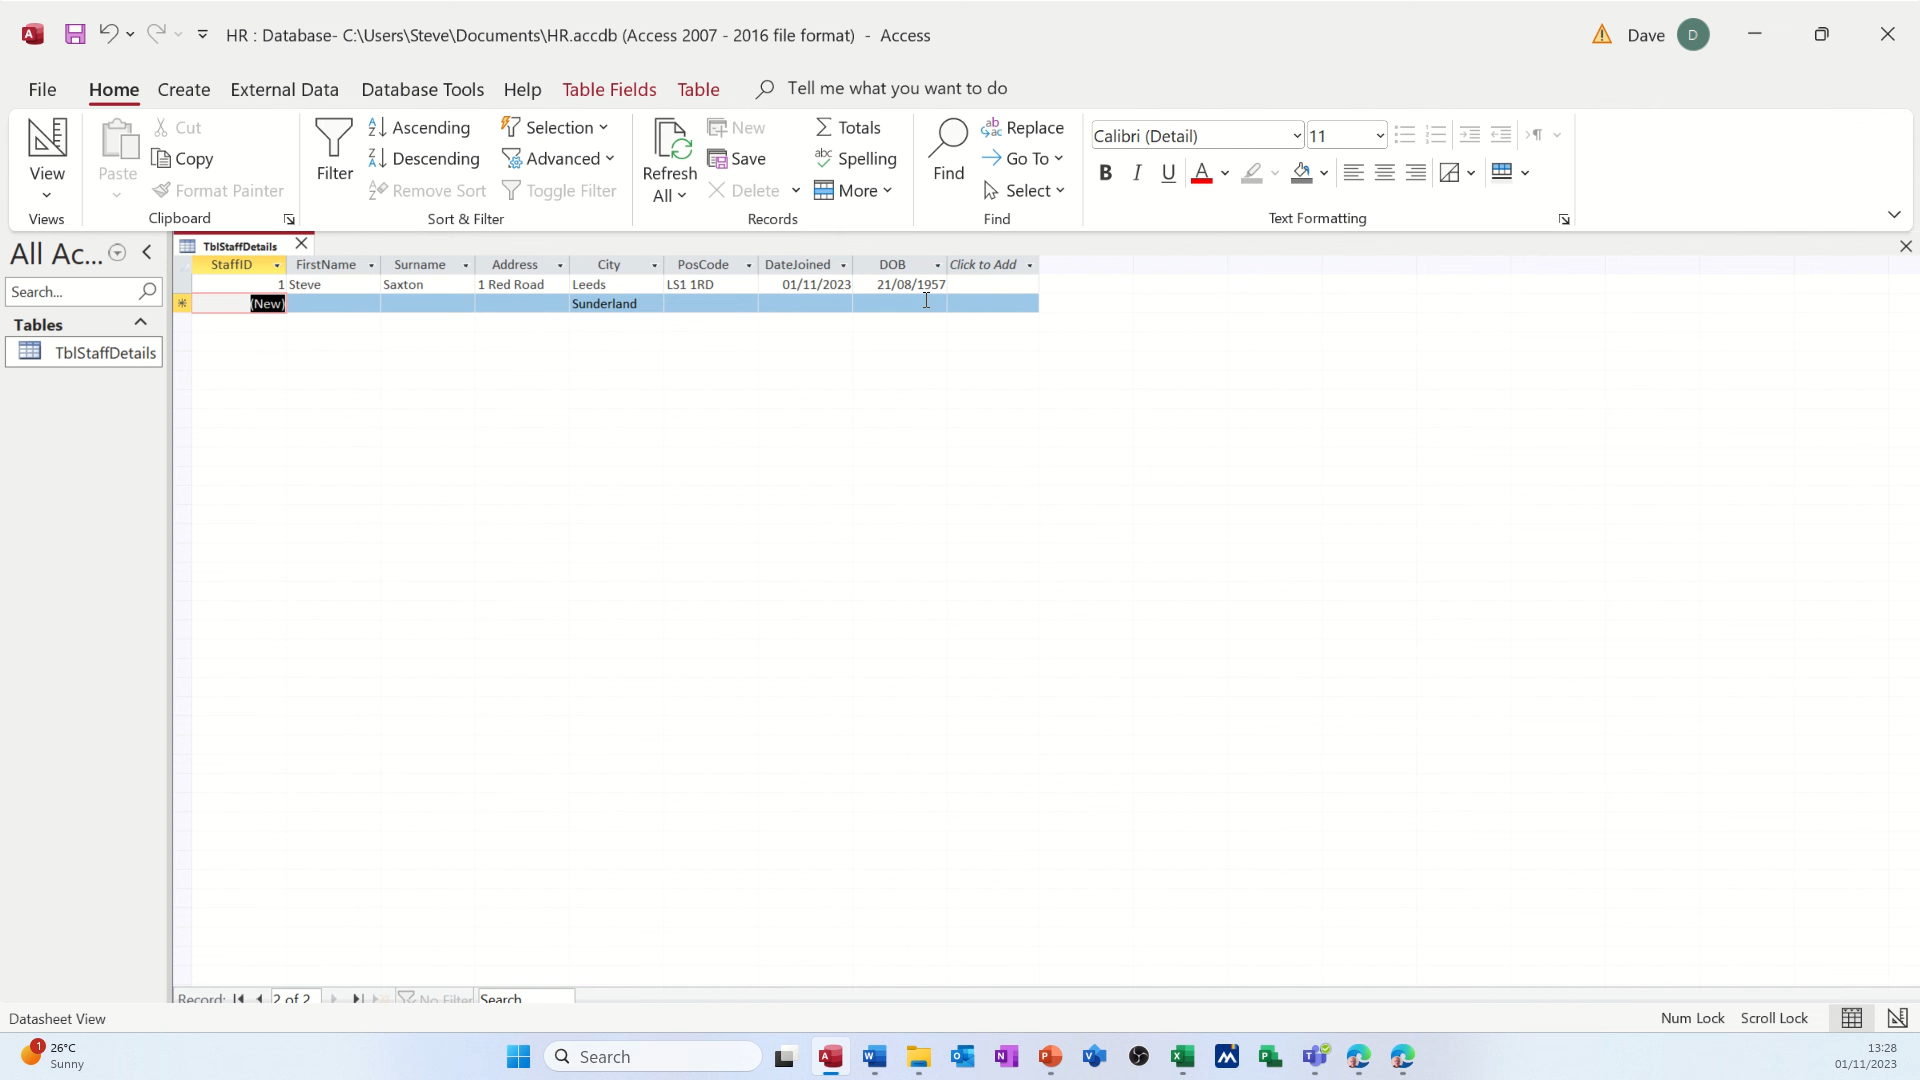 HR : Database- C:\Users\Steve\Documents\HR.accdb (Access 2007 - 2016 file format) - Access
Dave D
File Home Create External Data Database Tools Help Table Fields Table Tell me what you want to do
View
Views
Paste
Cut
Copy
Format Painter
Clipboard
Filter
Ascending
Descending
Remove Sort
Selection
Advanced
Toggle Filter
Sort & Filter
Refresh
All
New
Save
Delete
Totals
Spelling
More
Records
Find
Replace
Go To
Select
Find
Calibri (Detail) 11
B I U A
Text Formatting
All Ac...
Search...
Tables
TblStaffDetails
TblStaffDetails
StaffID FirstName Surname Address City PosCode DateJoined DOB Click to Add
1 Steve Saxton 1 Red Road Leeds LS1 1RD 01/11/2023 21/08/1957
(New) Sunderland
Record: 2 of 2 No Filter Search
Datasheet View Num Lock Scroll Lock
1 26°C
Sunny
Search
13:28
01/11/2023